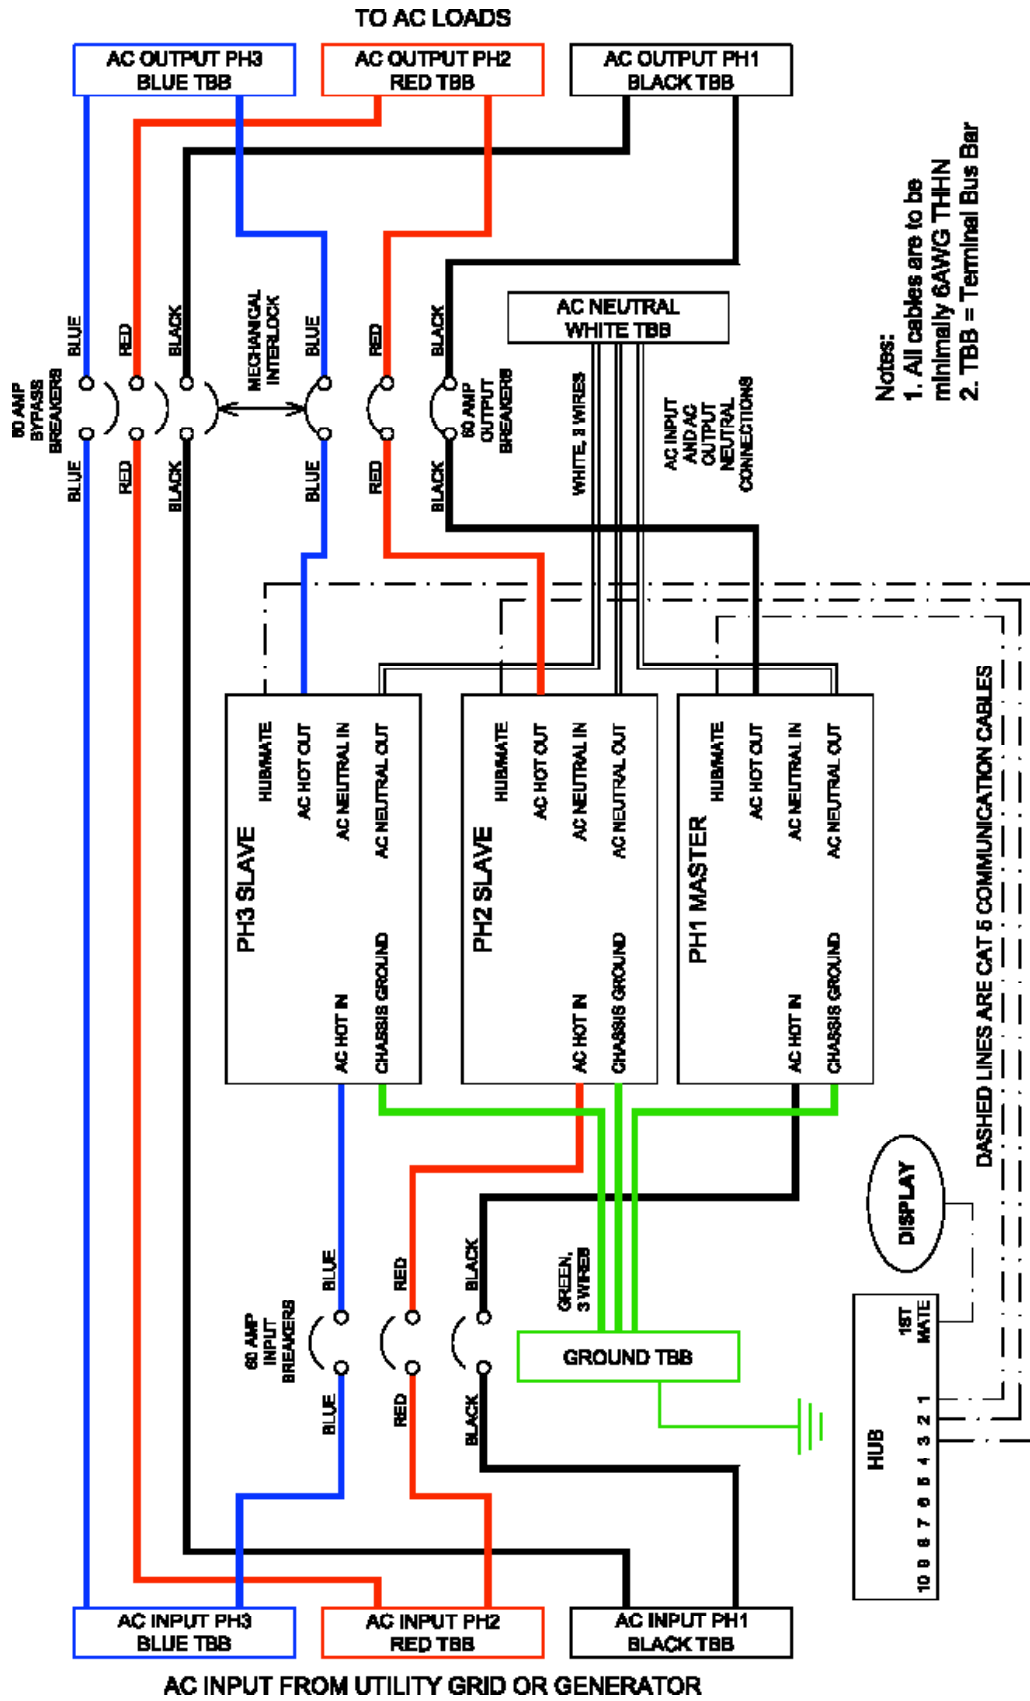 TO AC LOADS
AC OUTPUT PH3
BLUE TBB
AC OUTPUT PH2
RED TBB
AC OUTPUT PH1
BLACK TBB
Notes:
1. All cables are to be
minimally 6AWG THHN
2. TBB = Terminal Bus Bar
AC NEUTRAL
WHITE TBB
BLUE
RED
BLACK
MECHANICAL
INTERLOCK
BLUE
RED
BLACK
60 AMP
BYPASS
BREAKERS
60 AMP
OUTPUT
BREAKERS
BLUE
RED
BLACK
BLUE
RED
BLACK
WHITE, 3 WIRES
AC INPUT
AND AC
OUTPUT
NEUTRAL
CONNECTIONS
PH3 SLAVE
HUB/MATE
AC HOT OUT
AC NEUTRAL IN
AC NEUTRAL OUT
AC HOT IN
CHASSIS GROUND
PH2 SLAVE
HUB/MATE
AC HOT OUT
AC NEUTRAL IN
AC NEUTRAL OUT
AC HOT IN
CHASSIS GROUND
PH1 MASTER
HUB/MATE
AC HOT OUT
AC NEUTRAL IN
AC NEUTRAL OUT
AC HOT IN
CHASSIS GROUND
DASHED LINES ARE CAT 5 COMMUNICATION CABLES
DISPLAY
60 AMP
INPUT
BREAKERS
BLUE
RED
BLACK
BLUE
RED
BLACK
GREEN,
3 WIRES
GROUND TBB
HUB
1ST
MATE
10 9 8 7 6 5 4 3 2 1
AC INPUT PH3
BLUE TBB
AC INPUT PH2
RED TBB
AC INPUT PH1
BLACK TBB
AC INPUT FROM UTILITY GRID OR GENERATOR